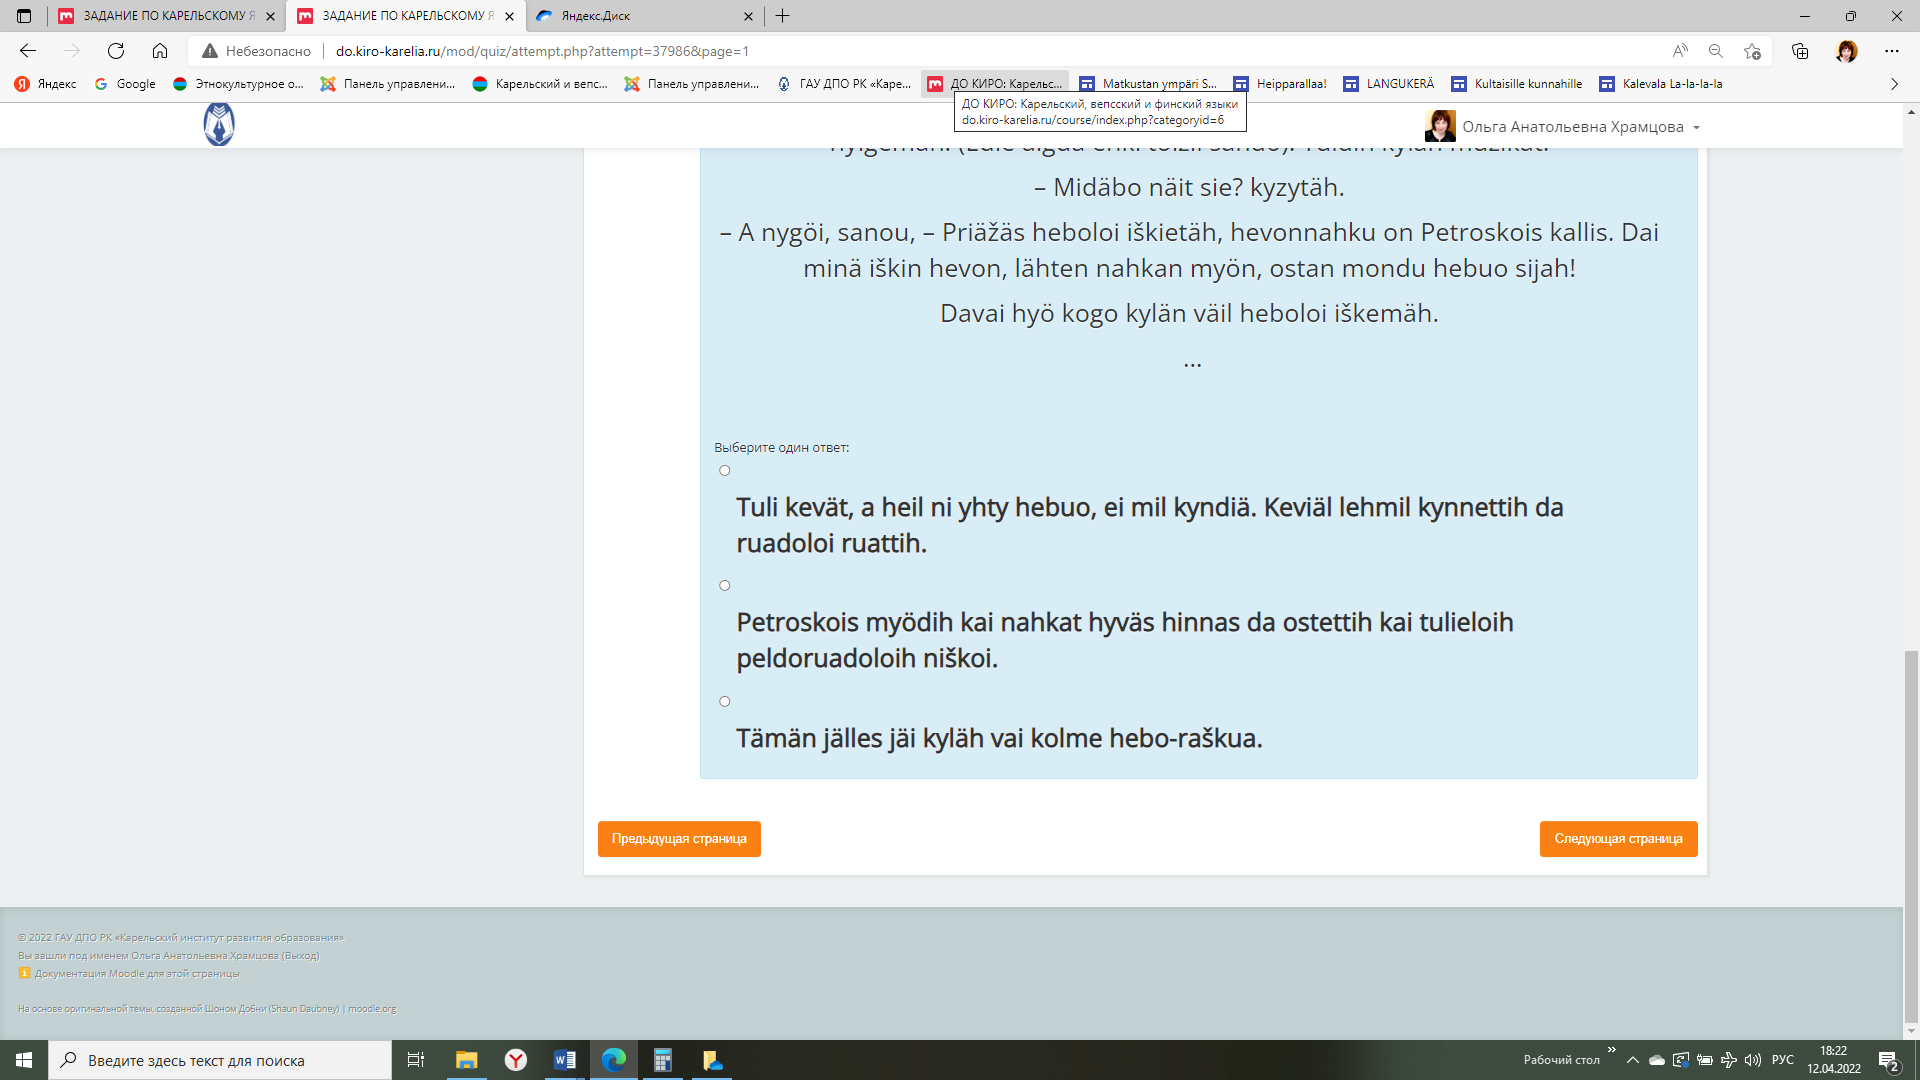 ЗАДАНИЕ ПО КАРЕЛЬСКОМУ Я
ЗАДАНИЕ ПО КАРЕЛЬСКОМУ Я
Яндекс.Диск
Небезопасно
do.kiro-karelia.ru/mod/quiz/attempt.php?attempt=37986&page=1
Яндекс
Google
Этнокультурное о...
Панель управлени...
Карельский и вепс...
Панель управлени...
ГАУ ДПО РК «Каре...
ДО КИРО: Карельс...
Matkustan ympäri S...
Heipparallaa!
LANGUKERÄ
Kultaisille kunnahille
Kalevala La-la-la-la
ДО КИРО: Карельский, вепсский и финский языки
do.kiro-karelia.ru/course/index.php?categoryid=6
Ольга Анатольевна Храмцова
– Midäbo näit sie? kyzytäh.
– A nygöi, sanou, – Priäžäs heboloi iškietäh, hevonnahku on Petroskois kallis. Dai
minä iškin hevon, lähten nahkan myön, ostan mondu hebuo sijah!
Davai hyö kogo kylän väil heboloi iškemäh.
...
Выберите один ответ:
Tuli kevät, a heil ni yhty hebuo, ei mil kyndiä. Keviäl lehmil kynnettih da
ruadoloi ruattih.
Petroskois myödih kai nahkat hyväs hinnas da ostettih kai tulieloih
peldoruadoloih niškoi.
Tämän jälles jäi kyläh vai kolme hebo-raškua.
Предыдущая страница
Следующая страница
© 2022 ГАУ ДПО РК «Карельский институт развития образования»
Вы зашли под именем Ольга Анатольевна Храмцова (Выход)
Документация Moodle для этой страницы
На основе оригинальной темы, созданной Шоном Добни (Shaun Daubney) | moodle.org
Введите здесь текст для поиска
Рабочий стол
РУС
18:22
12.04.2022
2